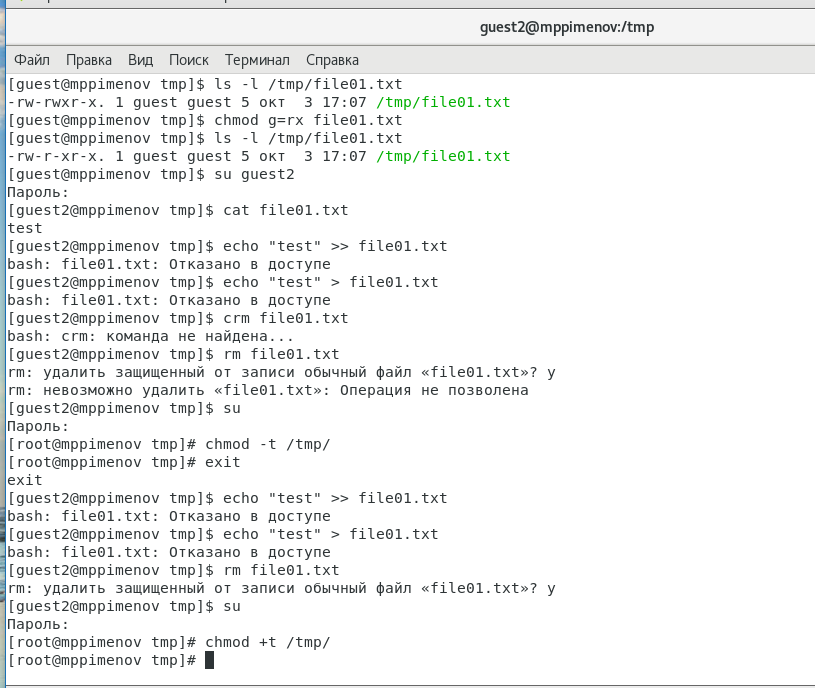 guest2@mppimenov:/tmp
Файл Правка Вид Поиск Терминал Справка
[guest@mppimenov tmp]$ ls -l /tmp/file01.txt
-rw-rwxr-x. 1 guest guest 5 окт  3 17:07 /tmp/file01.txt
[guest@mppimenov tmp]$ chmod g=rx file01.txt
[guest@mppimenov tmp]$ ls -l /tmp/file01.txt
-rw-r-xr-x. 1 guest guest 5 окт  3 17:07 /tmp/file01.txt
[guest@mppimenov tmp]$ su guest2
Пароль:
[guest2@mppimenov tmp]$ cat file01.txt
test
[guest2@mppimenov tmp]$ echo "test" >> file01.txt
bash: file01.txt: Отказано в доступе
[guest2@mppimenov tmp]$ echo "test" > file01.txt
bash: file01.txt: Отказано в доступе
[guest2@mppimenov tmp]$ crm file01.txt
bash: crm: команда не найдена...
[guest2@mppimenov tmp]$ rm file01.txt
rm: удалить защищенный от записи обычный файл «file01.txt»? y
rm: невозможно удалить «file01.txt»: Операция не позволена
[guest2@mppimenov tmp]$ su
Пароль:
[root@mppimenov tmp]# chmod -t /tmp/
[root@mppimenov tmp]# exit
exit
[guest2@mppimenov tmp]$ echo "test" >> file01.txt
bash: file01.txt: Отказано в доступе
[guest2@mppimenov tmp]$ echo "test" > file01.txt
bash: file01.txt: Отказано в доступе
[guest2@mppimenov tmp]$ rm file01.txt
rm: удалить защищенный от записи обычный файл «file01.txt»? y
[guest2@mppimenov tmp]$ su
Пароль:
[root@mppimenov tmp]# chmod +t /tmp/
[root@mppimenov tmp]#